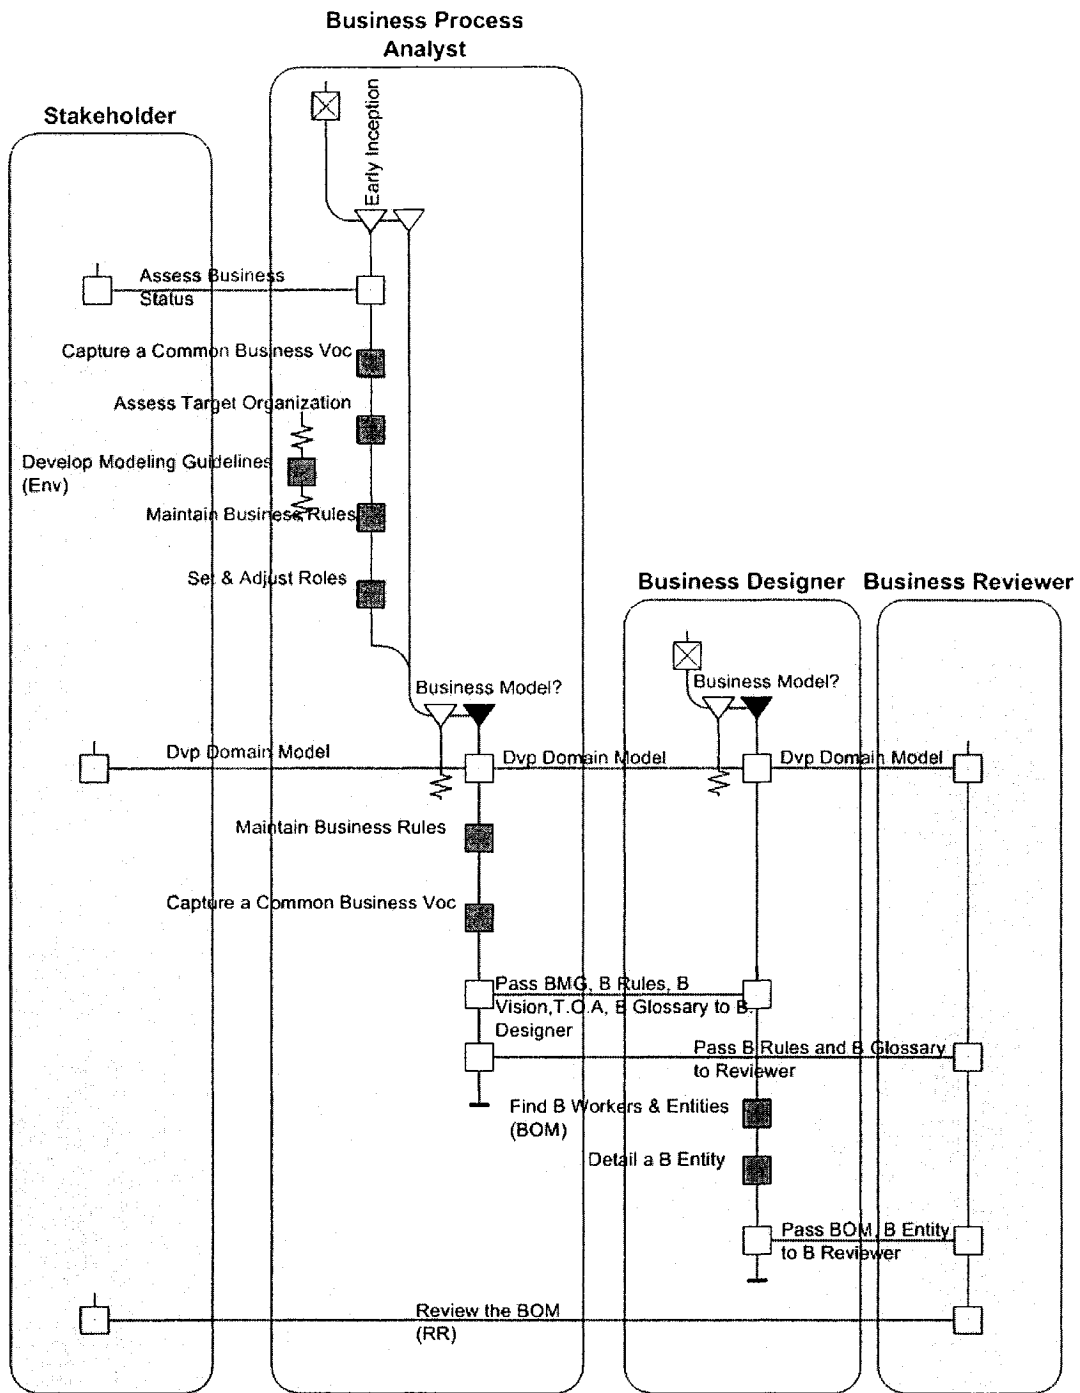 Business Process
Analyst
Stakeholder
Early Inception
Assess Business
Status
Capture a Common Business Voc
Assess Target Organization
Develop Modeling Guidelines
(Env)
Maintain Business Rules
Set & Adjust Roles
Business Designer
Business Reviewer
Business Model?
Business Model?
Dvp Domain Model
Dvp Domain Model
Dvp Domain Model
Maintain Business Rules
Capture a Common Business Voc
Pass BMG, B Rules, B
Vision,T.O.A, B Glossary to B.
Designer
Pass B Rules and B Glossary
to Reviewer
Find B Workers & Entities
(BOM)
Detail a B Entity
Pass BOM, B Entity
to B Reviewer
Review the BOM
(RR)